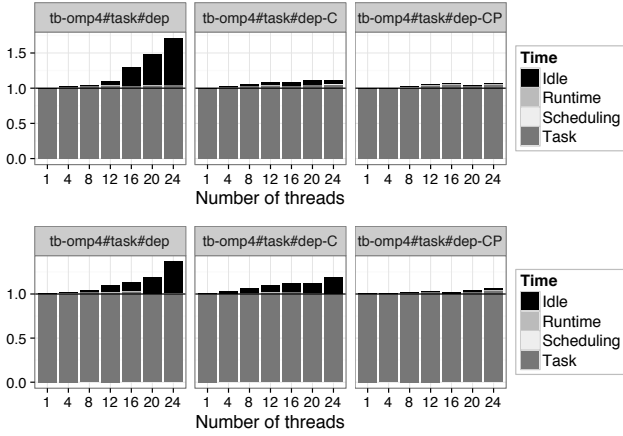 tb-omp4#task#dep tb-omp4#task#dep-C tb-omp4#task#dep-CP
1.5
1.0
0.5
0.0
1 4 8 12 16 20 24 1 4 8 12 16 20 24 1 4 8 12 16 20 24
Number of threads
Time
Idle
Runtime
Scheduling
Task
tb-omp4#task#dep tb-omp4#task#dep-C tb-omp4#task#dep-CP
1.0
0.5
0.0
1 4 8 12 16 20 24 1 4 8 12 16 20 24 1 4 8 12 16 20 24
Number of threads
Time
Idle
Runtime
Scheduling
Task